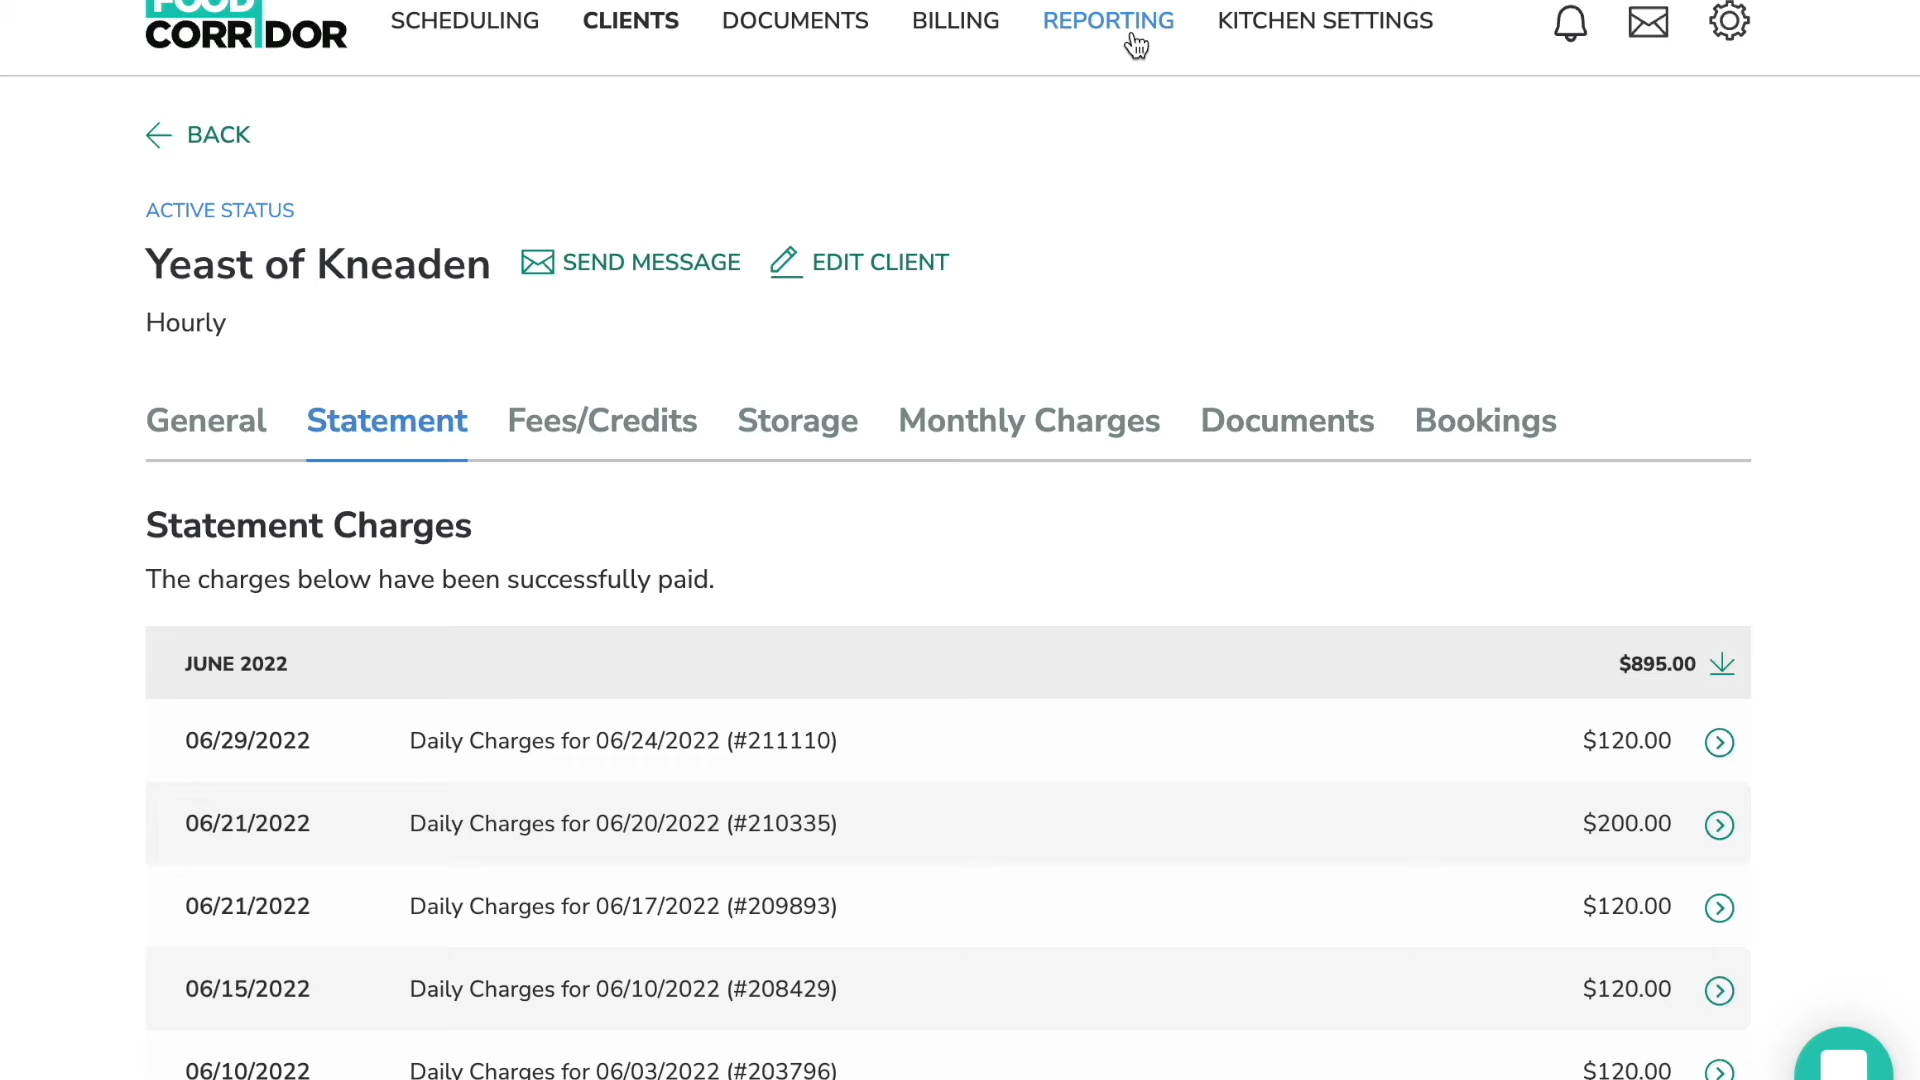 FOOD
CORRIDOR
SCHEDULING CLIENTS DOCUMENTS BILLING REPORTING KITCHEN SETTINGS
BACK
ACTIVE STATUS
Yeast of Kneaden SEND MESSAGE EDIT CLIENT
Hourly
General Statement Fees/Credits Storage Monthly Charges Documents Bookings
Statement Charges
The charges below have been successfully paid.
JUNE 2022 $895.00
06/29/2022 Daily Charges for 06/24/2022 (#211110) $120.00
06/21/2022 Daily Charges for 06/20/2022 (#210335) $200.00
06/21/2022 Daily Charges for 06/17/2022 (#209893) $120.00
06/15/2022 Daily Charges for 06/10/2022 (#208429) $120.00
06/10/2022 Daily Charges for 06/03/2022 (#203796) $120.00